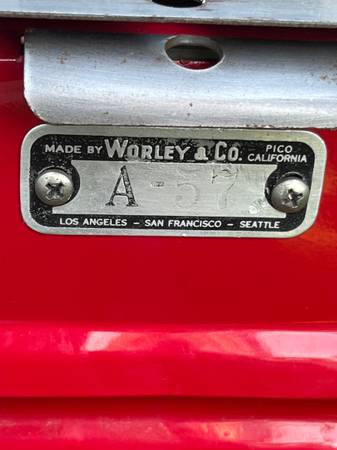 MADE BY WORLEY & CO. PICO CALIFORNIA
A-57
LOS ANGELES - SAN FRANCISCO - SEATTLE